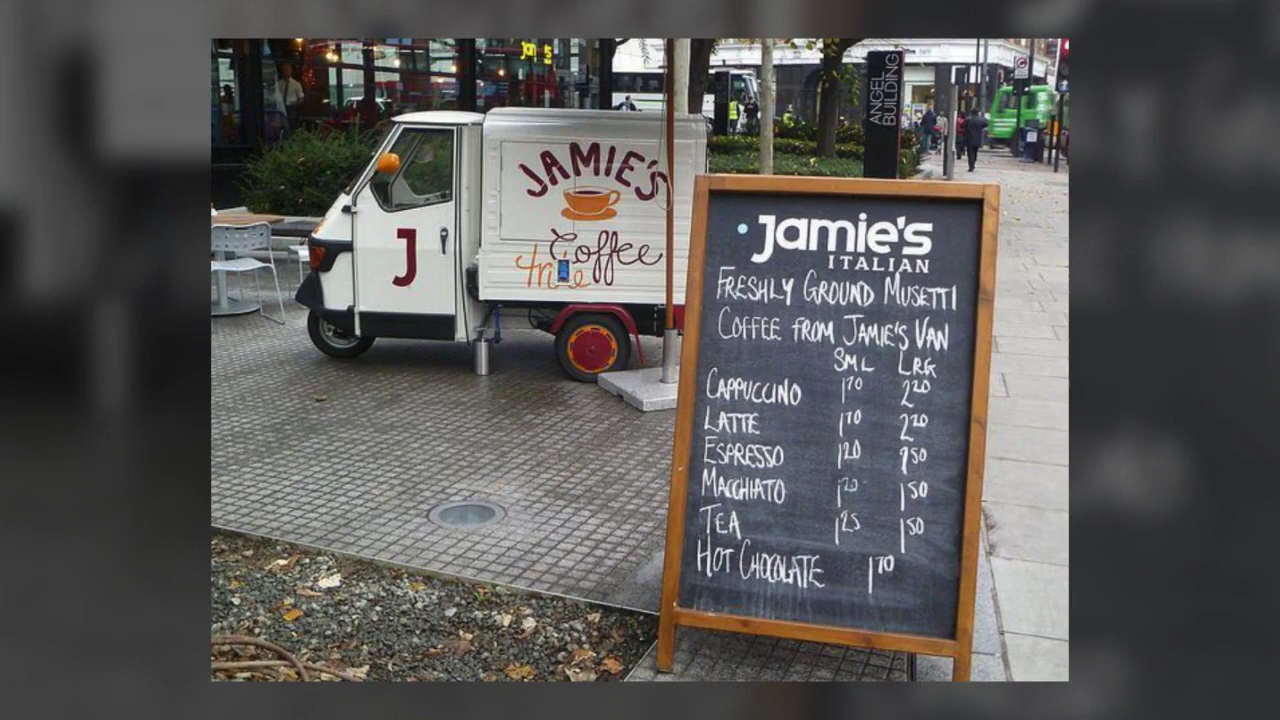 jamie's
ANGEL
BUILDING
JAMIE'S
Coffee
J
Jamie's
ITALIAN
FRESHLY GROUND MUSETTI
COFFEE FROM JAMIE'S VAN
SML LRG
CAPPUCCINO 1 70 2 20
LATTE 1 70 2 20
ESPRESSO 1 20 1 50
MACCHIATO 1 20 1 50
TEA 1 25 1 50
HOT CHOCOLATE 1 70